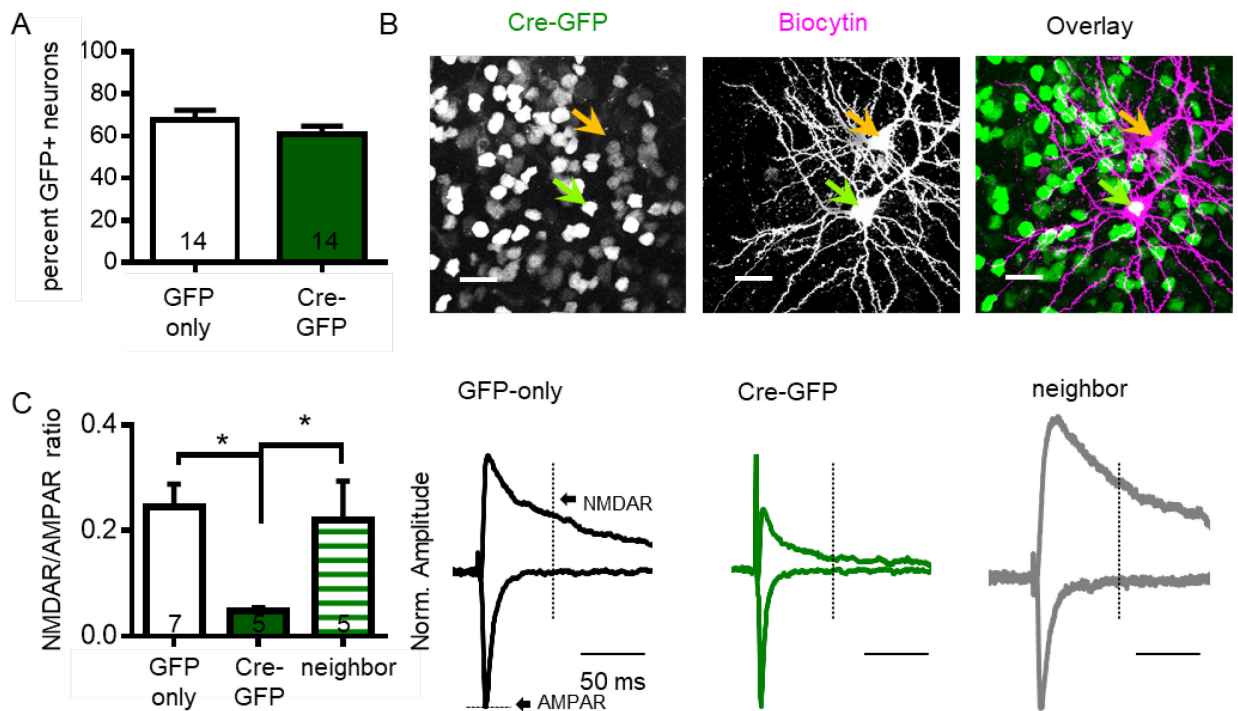 A
percent GFP+ neurons
100
80
60
40
20
0
14
14
GFP
only
Cre-
GFP
B
Cre-GFP
Biocytin
Overlay
C
NMDAR/AMPAR ratio
0.4
0.2
0.0
*
*
7
5
5
GFP
only
Cre-
GFP
neighbor
Norm. Amplitude
GFP-only
NMDAR
AMPAR
50 ms
Cre-GFP
neighbor